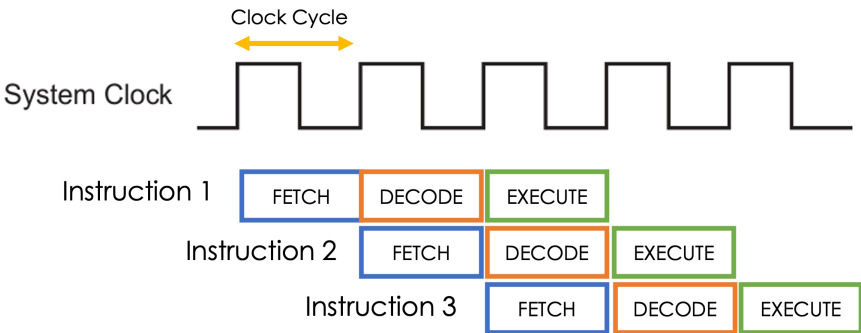 Clock Cycle
System Clock
Instruction 1 FETCH DECODE EXECUTE
Instruction 2 FETCH DECODE EXECUTE
Instruction 3 FETCH DECODE EXECUTE